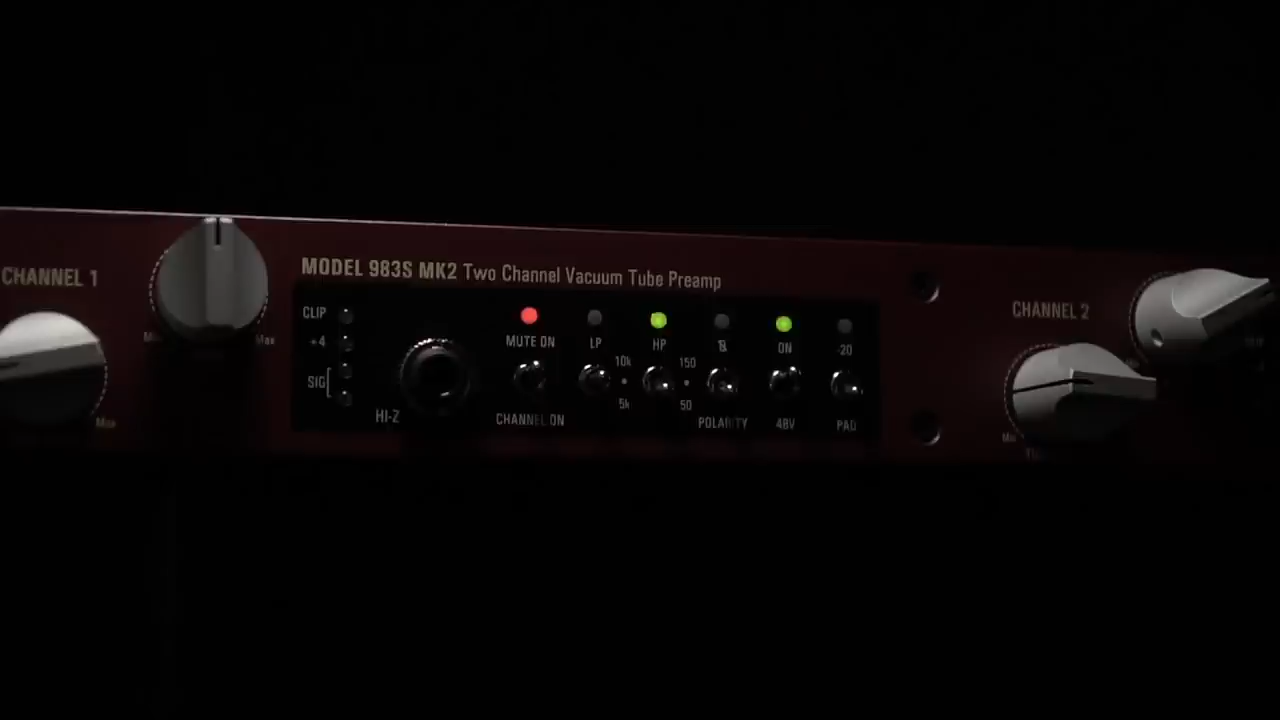 CHANNEL 1
Max
Max
MODEL 983S MK2 Two Channel Vacuum Tube Preamp
CLIP
+4
SIG
HI-Z
MUTE ON
CHANNEL ON
LP
10k
5k
HP
150
50
POLARITY
ON
48V
-20
PAD
CHANNEL 2